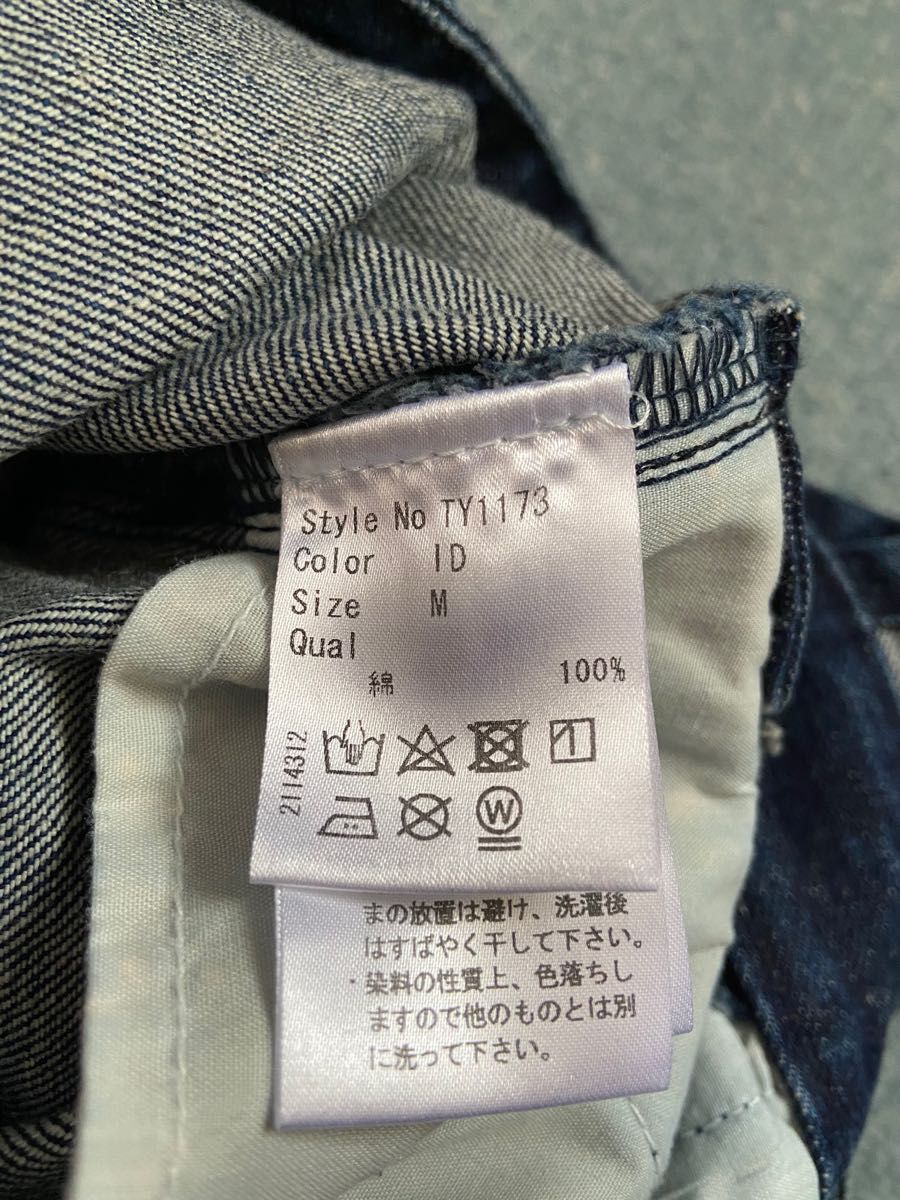 Style No TY1173
Color ID
Size M
Qual
綿 100%
2114312
W
まの放置は避け、洗濯後
はすばやく干して下さい。
・染料の性質上、色落ちし
ますので他のものとは別
に洗って下さい。